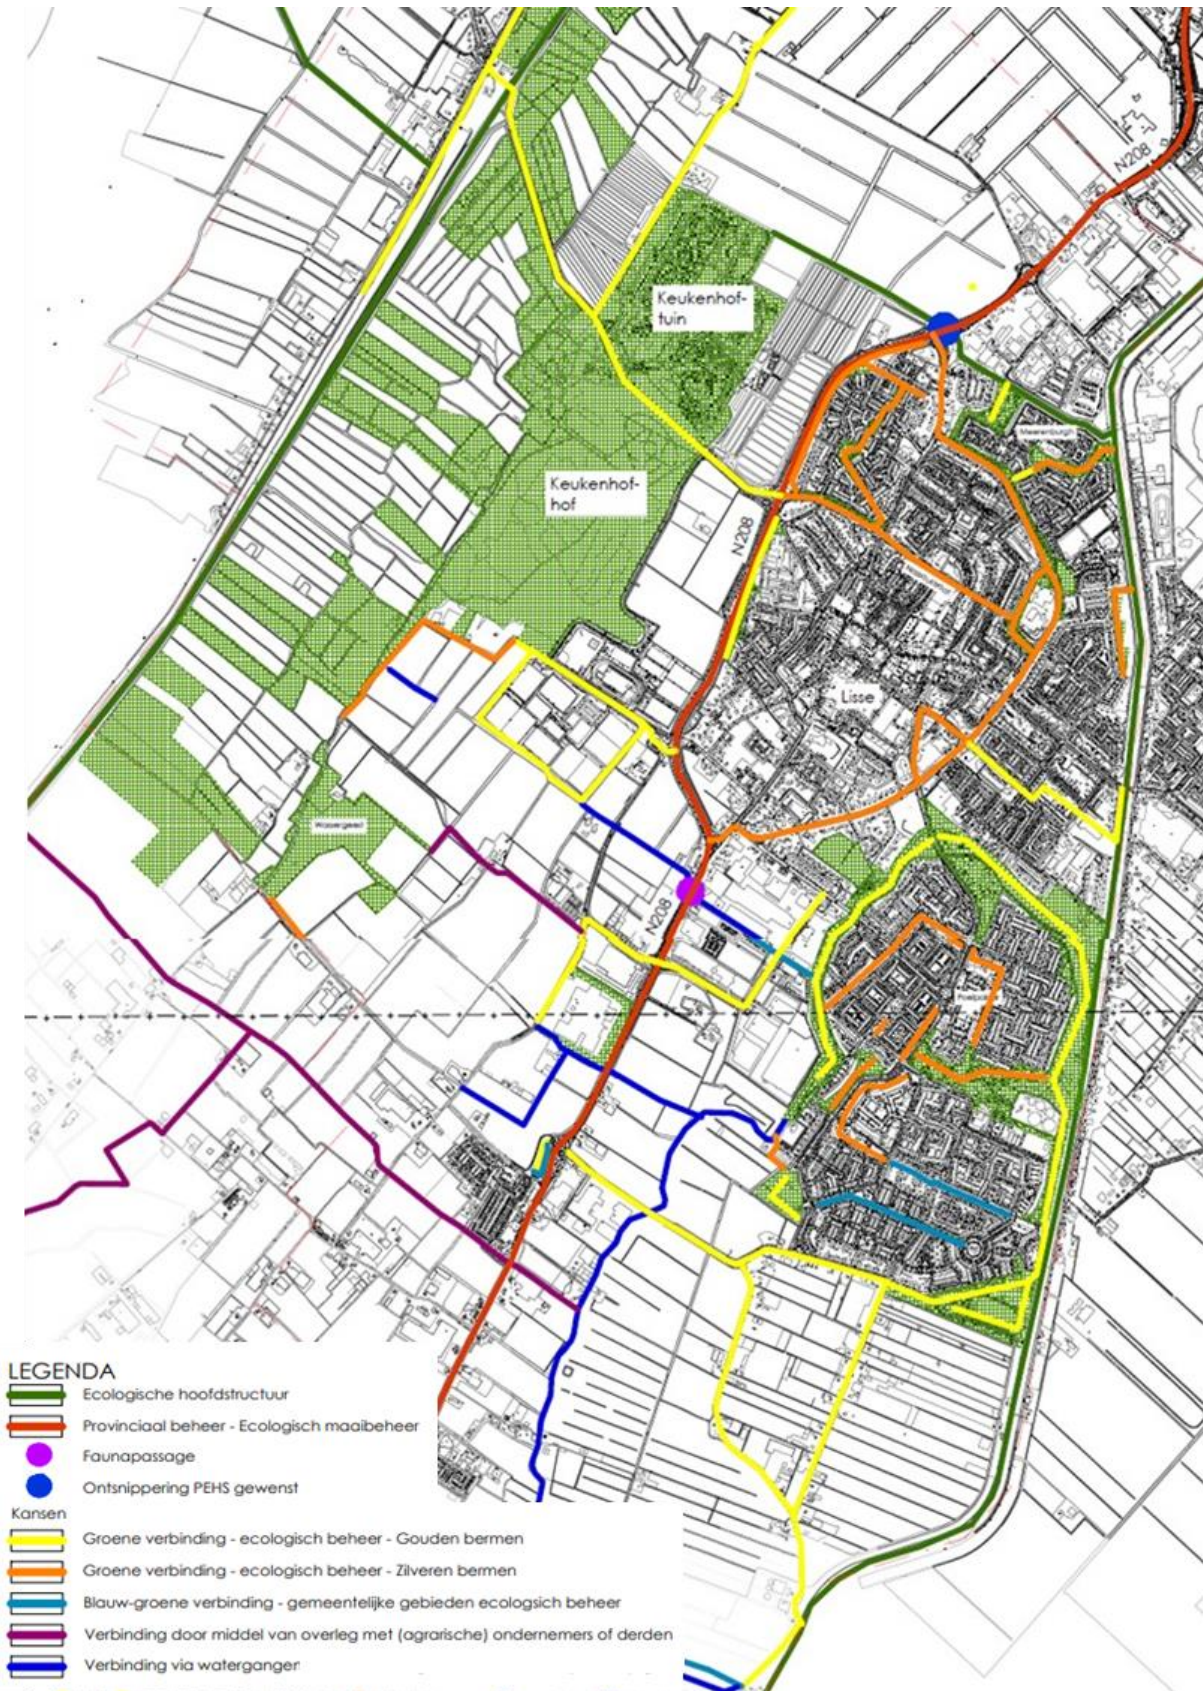 N208
Keukenhof-
tuin
Meerenburgh
Keukenhof-
hof
N208
Lisse
Wassergeest
N208
LEGENDA
Ecologische hoofdstructuur
Provinciaal beheer - Ecologisch maaibeheer
Faunapassage
Ontsnippering PEHS gewenst
Kansen
Groene verbinding - ecologisch beheer - Gouden bermen
Groene verbinding - ecologisch beheer - Zilveren bermen
Blauw-groene verbinding - gemeentelijke gebieden ecologsich beheer
Verbinding door middel van overleg met (agrarische) ondernemers of derden
Verbinding via watergangen